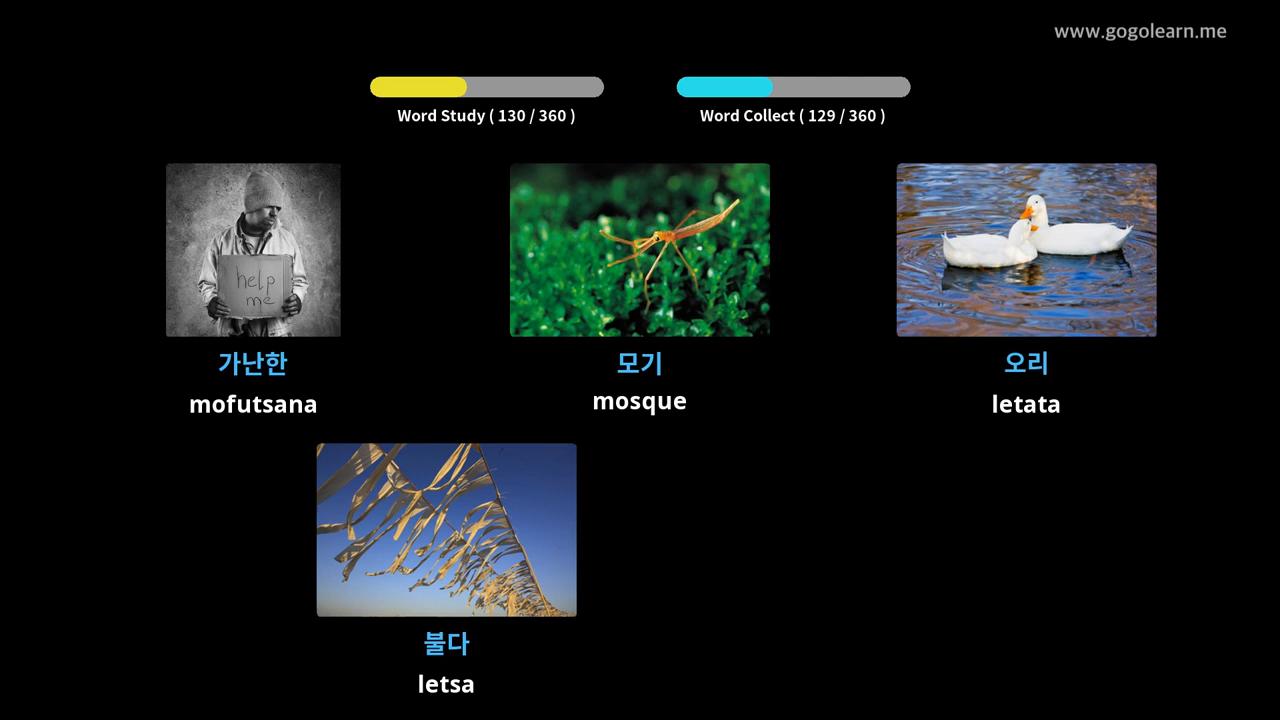 www.gogolearn.me
Word Study ( 130 / 360 )
Word Collect ( 129 / 360 )
help
me
가난한
mofutsana
모기
mosque
오리
letata
불다
letsa